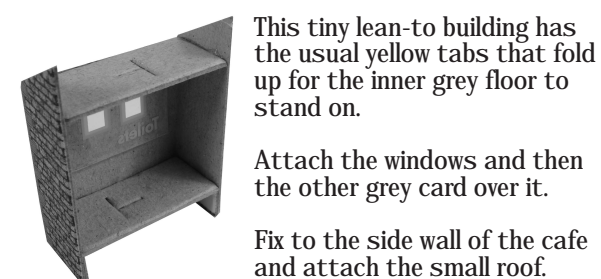 This tiny lean-to building has
the usual yellow tabs that fold
up for the inner grey floor to
stand on.
Attach the windows and then
the other grey card over it.
Fix to the side wall of the cafe
and attach the small roof.
Toilets